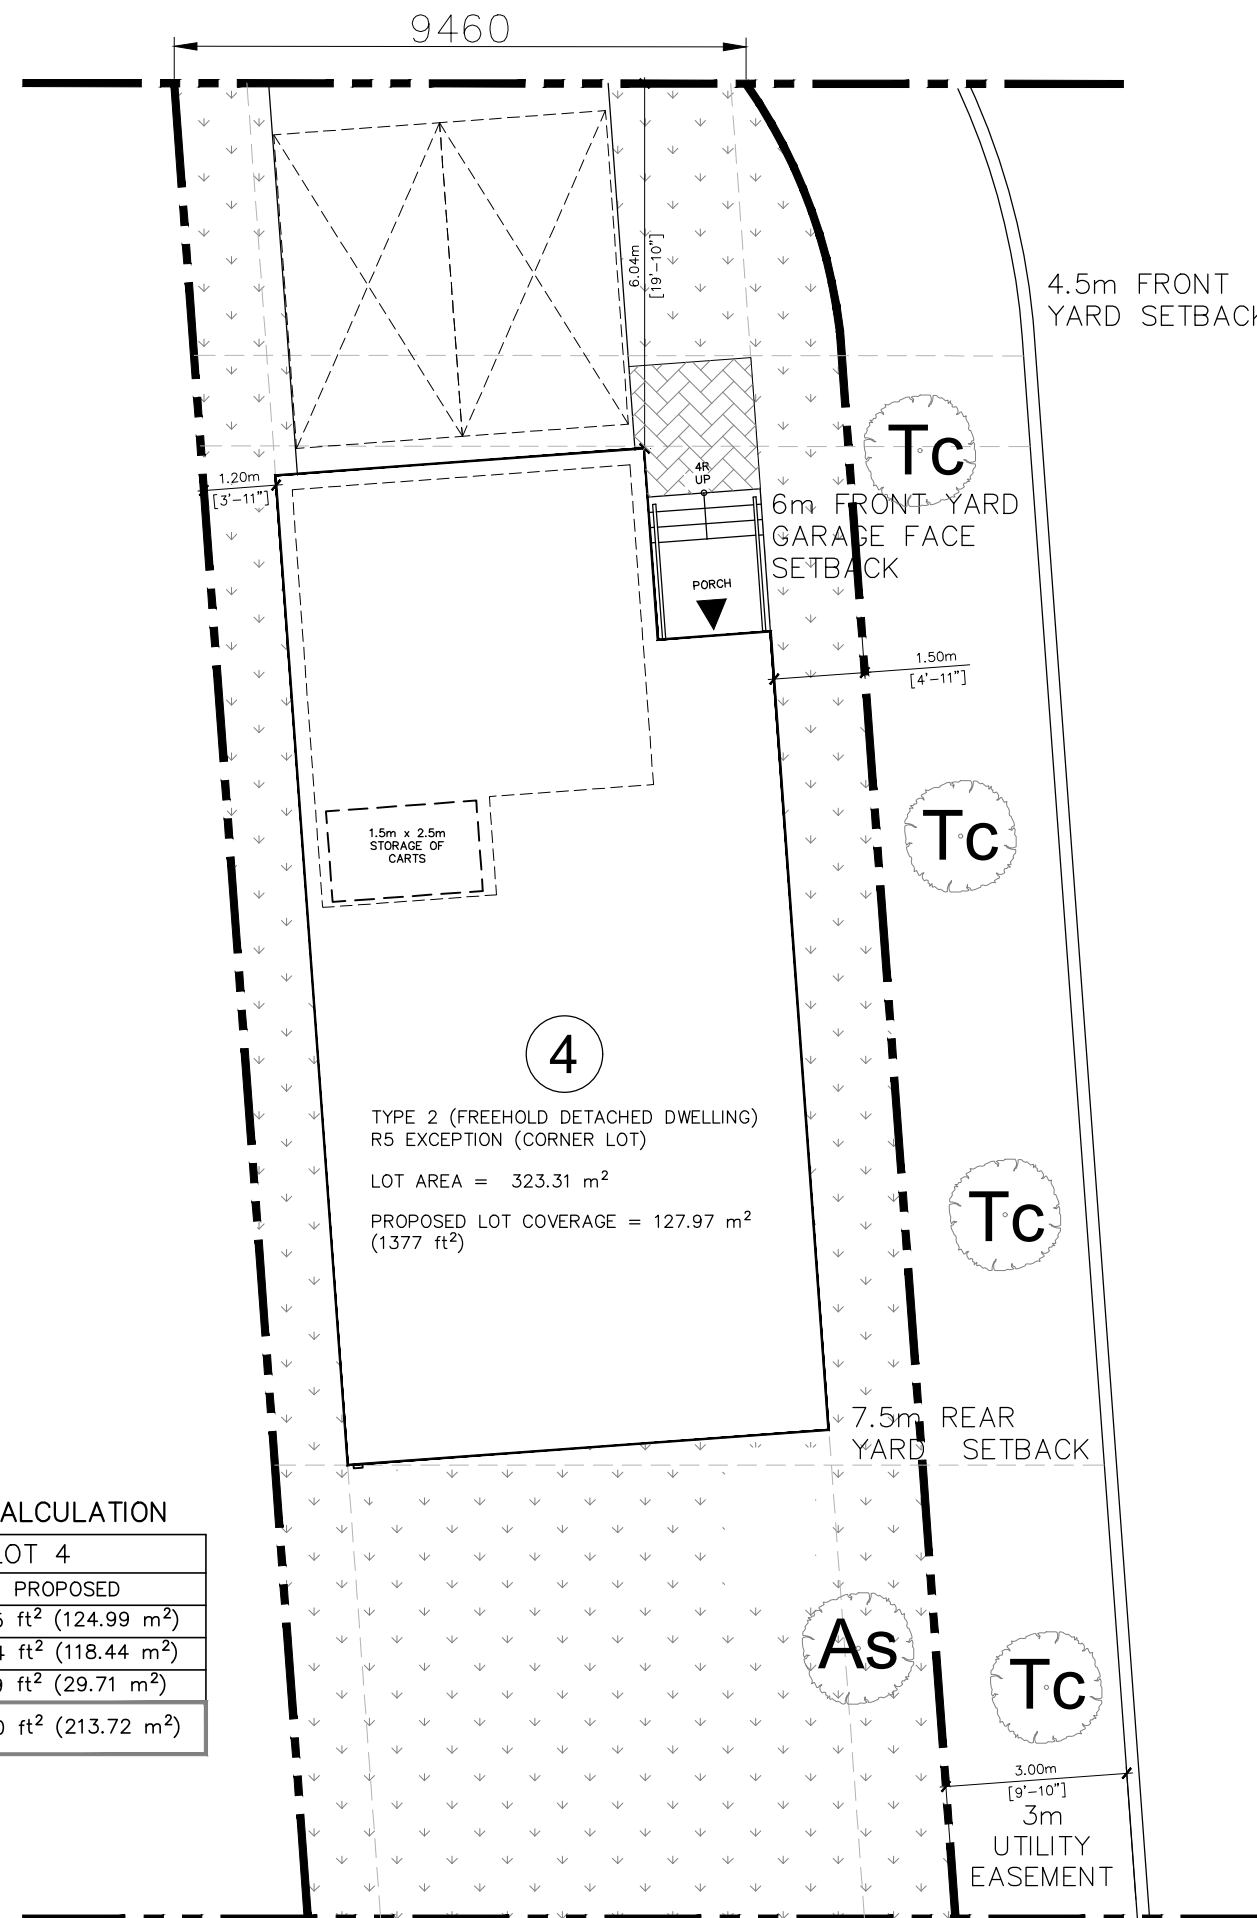 9460
6.04m
[19'-10"]
4.5m FRONT
YARD SETBACK
Tc
1.20m
[3'-11"]
4R
UP
6m FRONT YARD
GARAGE FACE
SETBACK
PORCH
1.50m
[4'-11"]
1.5m x 2.5m
STORAGE OF
CARTS
Tc
4
TYPE 2 (FREEHOLD DETACHED DWELLING)
R5 EXCEPTION (CORNER LOT)
LOT AREA = 323.31 m²
PROPOSED LOT COVERAGE = 127.97 m²
(1377 ft²)
Tc
7.5m REAR
YARD SETBACK
ALCULATION
LOT 4
PROPOSED
ft² (124.99 m²)
ft² (118.44 m²)
ft² (29.71 m²)
ft² (213.72 m²)
As
Tc
3.00m
[9'-10"]
3m
UTILITY
EASEMENT